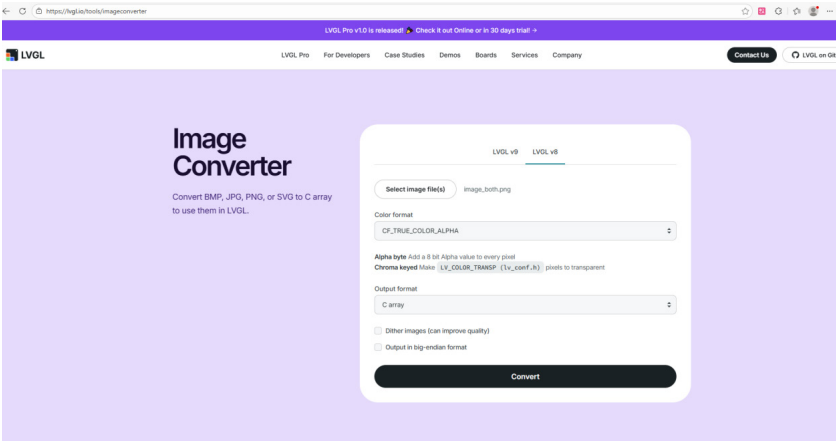 https://lvgl.io/tools/imageconverter
LVGL Pro v1.0 is released! 🎉 Check it out Online or in 30 days trial! →
LVGL
LVGL Pro For Developers Case Studies Demos Boards Services Company
Contact Us
LVGL on Git
Image
Converter
Convert BMP, JPG, PNG, or SVG to C array
to use them in LVGL.
LVGL v9 LVGL v8
Select image file(s) image_both.png
Color format
CF_TRUE_COLOR_ALPHA
Alpha byte Add a 8 bit Alpha value to every pixel
Chroma keyed Make LV_COLOR_TRANSP (lv_conf.h) pixels to transparent
Output format
C array
Dither images (can improve quality)
Output in big-endian format
Convert